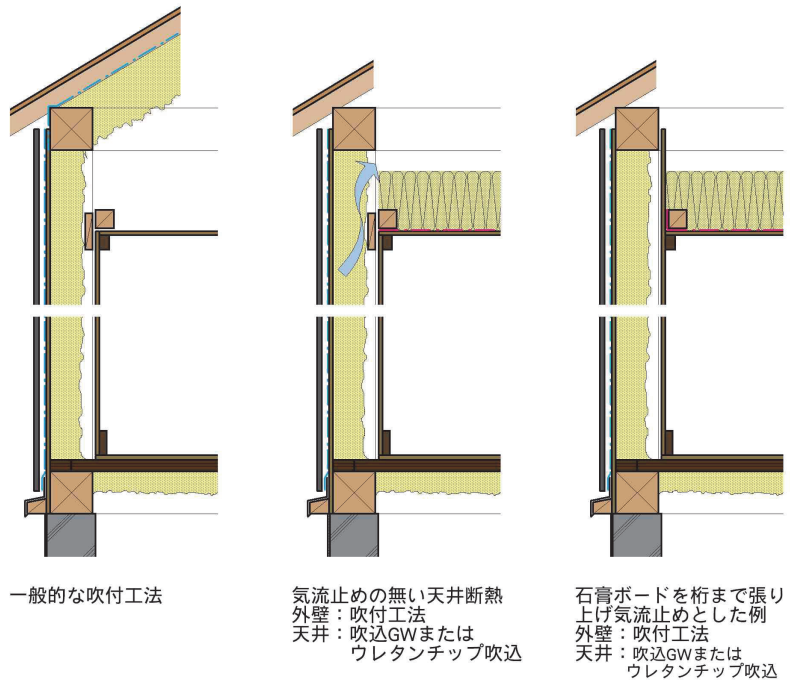 一般的な吹付工法
気流止めの無い天井断熱
外壁：吹付工法
天井：吹込GWまたは
ウレタンチップ吹込
石膏ボードを桁まで張り
上げ気流止めとした例
外壁：吹付工法
天井：吹込GWまたは
ウレタンチップ吹込